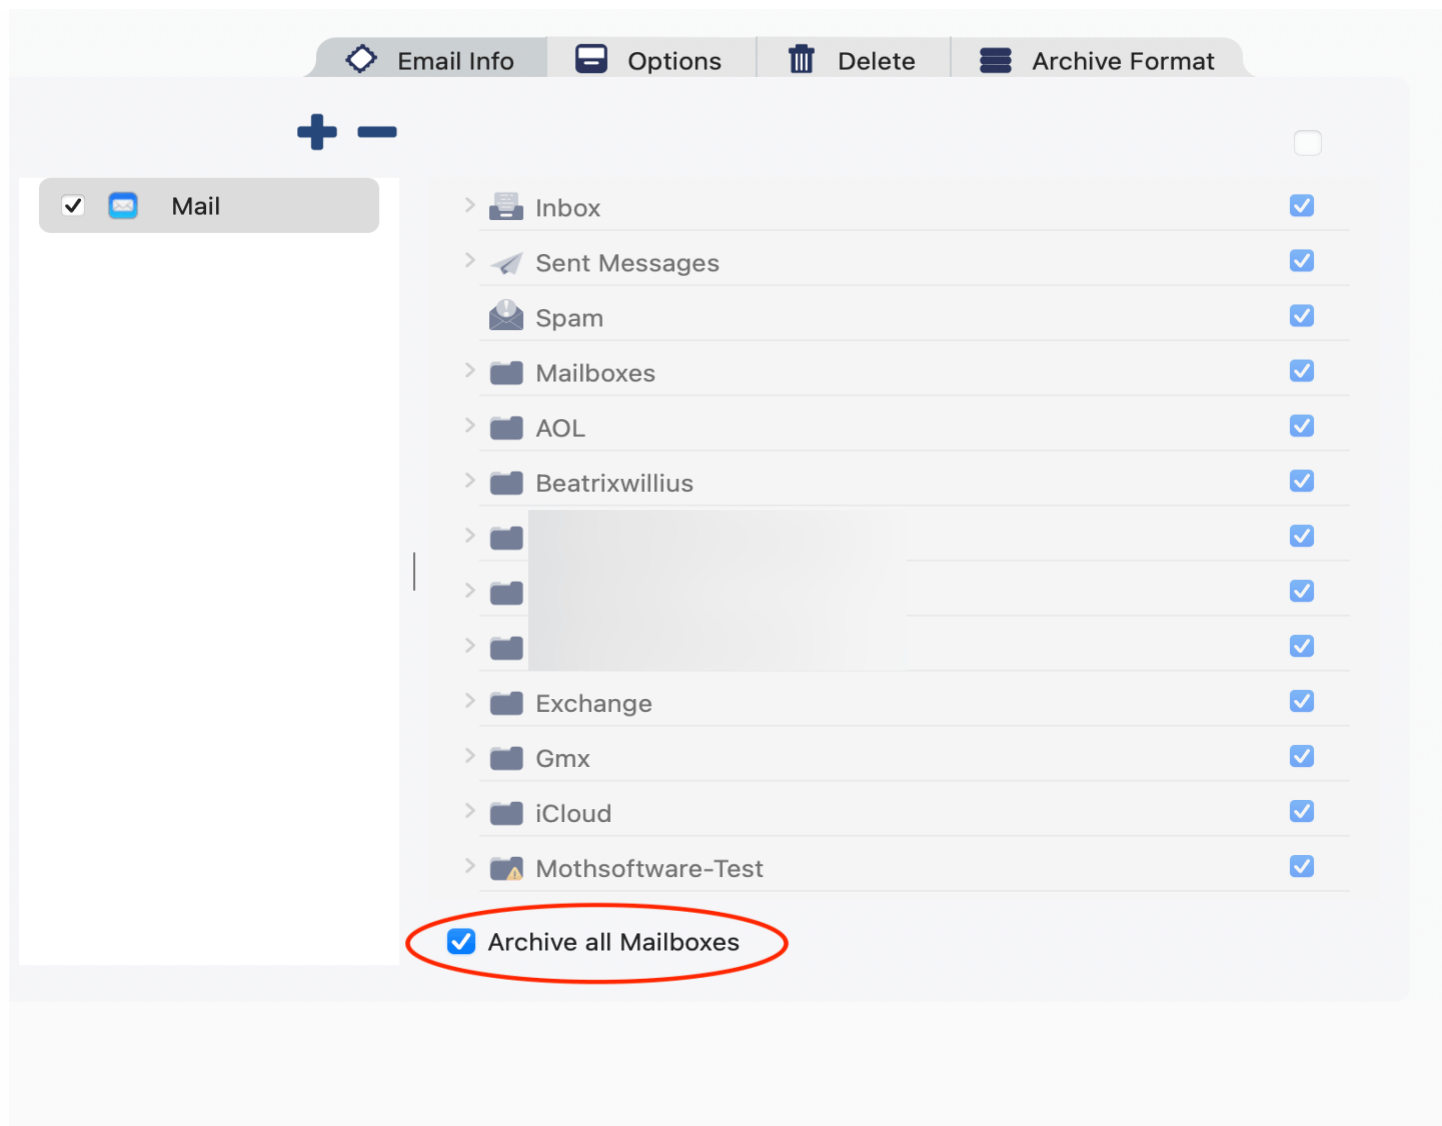 Email Info
Options
Delete
Archive Format
Mail
Inbox
Sent Messages
Spam
Mailboxes
AOL
Beatrixwillius
Exchange
Gmx
iCloud
Mothsoftware-Test
Archive all Mailboxes